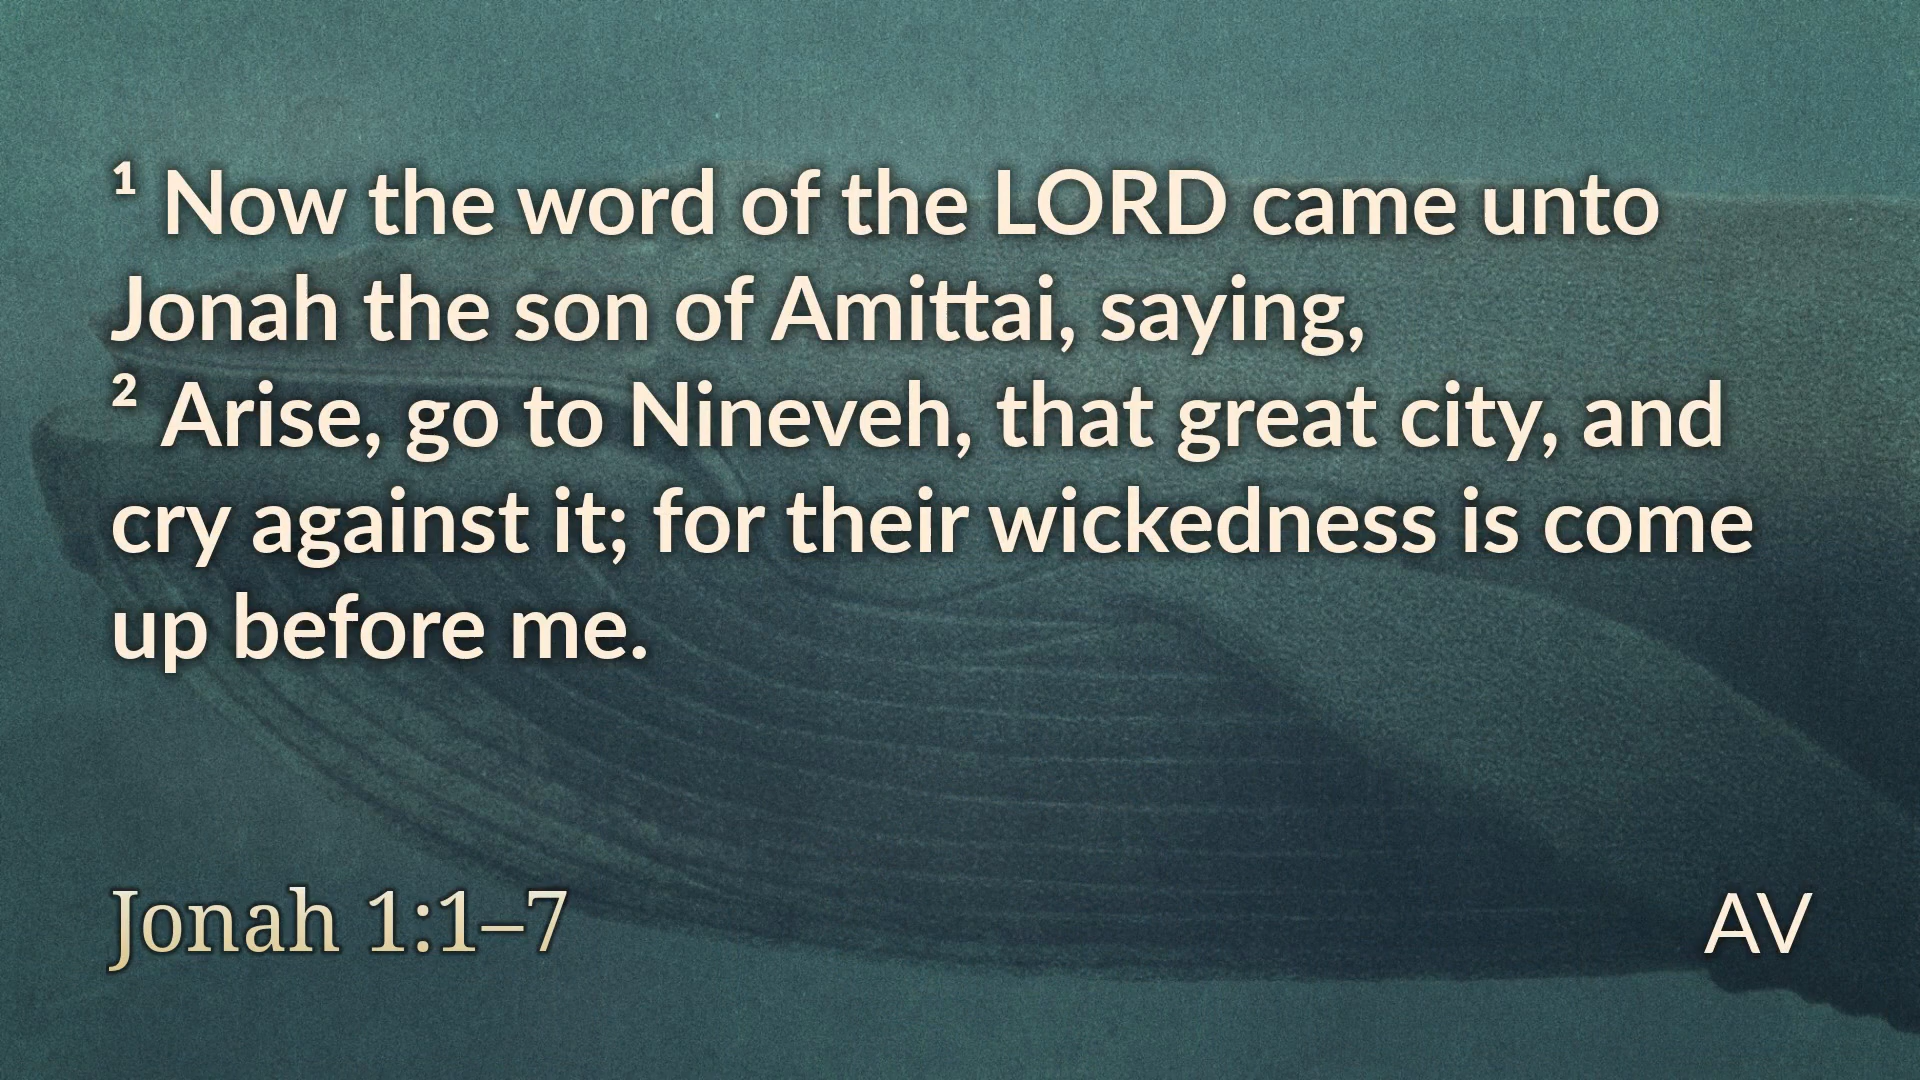 ¹ Now the word of the LORD came unto
Jonah the son of Amittai, saying,
² Arise, go to Nineveh, that great city, and
cry against it; for their wickedness is come
up before me.
Jonah 1:1–7
AV